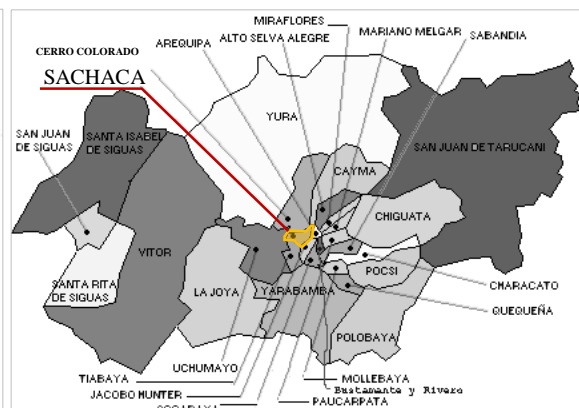 MIRAFLORES
ALTO SELVA ALEGRE
MARIANO MELGAR
AREQUIPA
SABANDIA
CERRO COLORADO
SACHACA
SAN JUAN
DE SIGUAS
SANTA ISABEL
DE SIGUAS
YURA
SAN JUAN DE TARUCANI
CAYMA
CHIGUATA
VITOR
SANTA RITA
DE SIGUAS
LA JOYA
YARABAMBA
POCSI
CHARACATO
QUEQUEÑA
POLOBAYA
UCHUMAYO
TIABAYA
MOLLEBAYA
Bustamante y Rivero
JACOBO HUNTER
PAUCARPATA